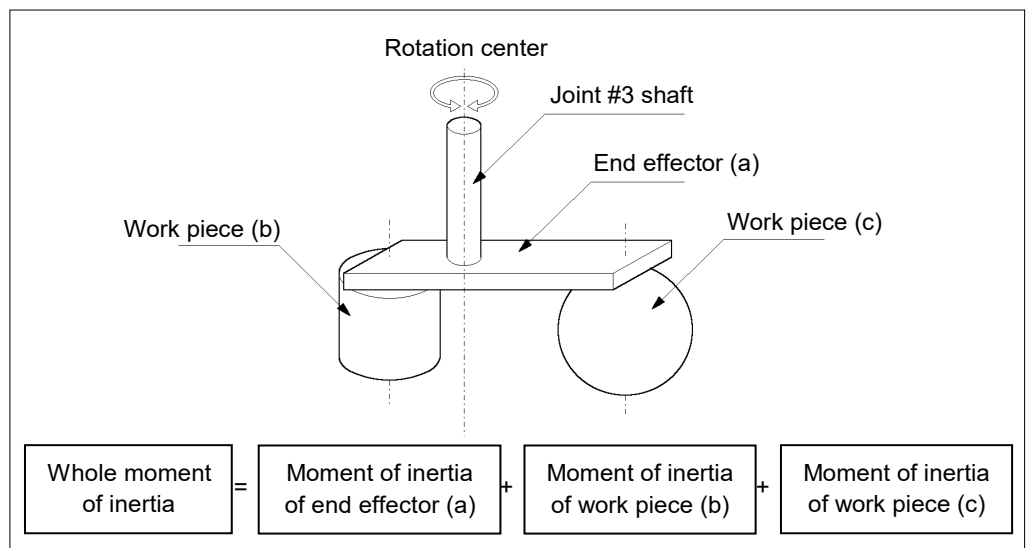 Rotation center
Joint #3 shaft
End effector (a)
Work piece (b)
Work piece (c)
Whole moment
of inertia
=
Moment of inertia
of end effector (a)
+
Moment of inertia
of work piece (b)
+
Moment of inertia
of work piece (c)